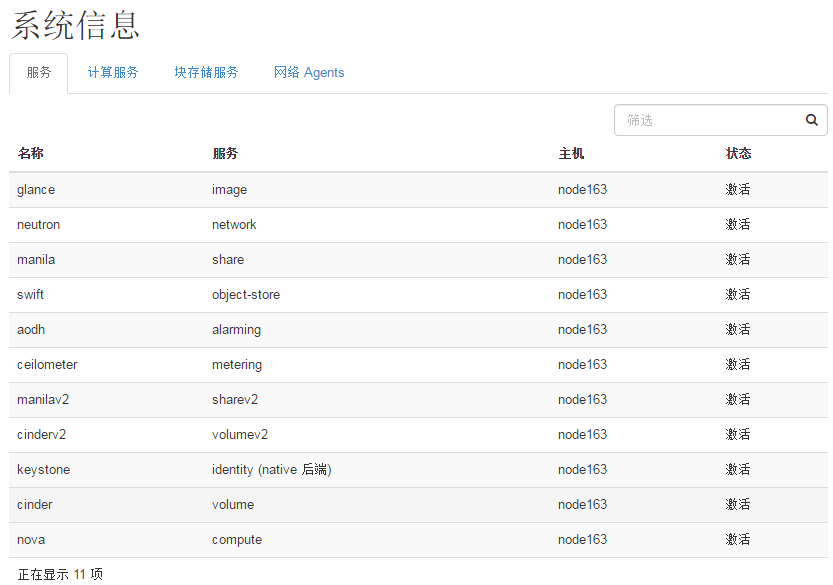 系统信息
服务 计算服务 块存储服务 网络 Agents
筛选
名称 服务 主机 状态
glance image node163 激活
neutron network node163 激活
manila share node163 激活
swift object-store node163 激活
aodh alarming node163 激活
ceilometer metering node163 激活
manilav2 sharev2 node163 激活
cinderv2 volumev2 node163 激活
keystone identity (native 后端) node163 激活
cinder volume node163 激活
nova compute node163 激活
正在显示 11 项